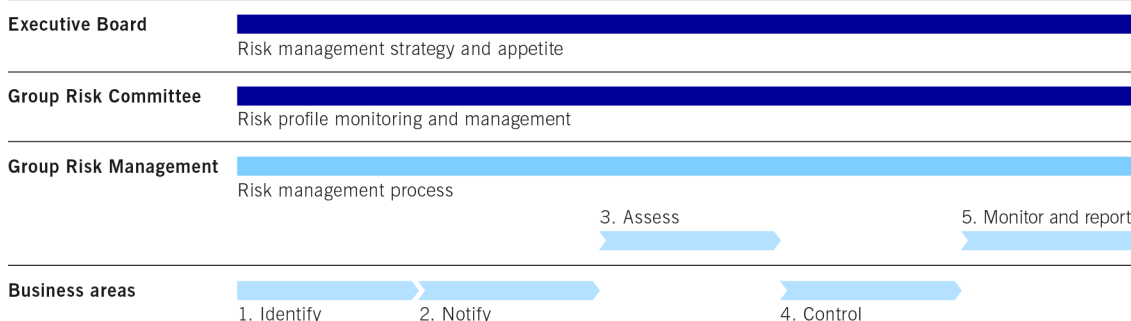 Executive Board
Risk management strategy and appetite
Group Risk Committee
Risk profile monitoring and management
Group Risk Management
Risk management process
3. Assess
5. Monitor and report
Business areas
1. Identify
2. Notify
4. Control